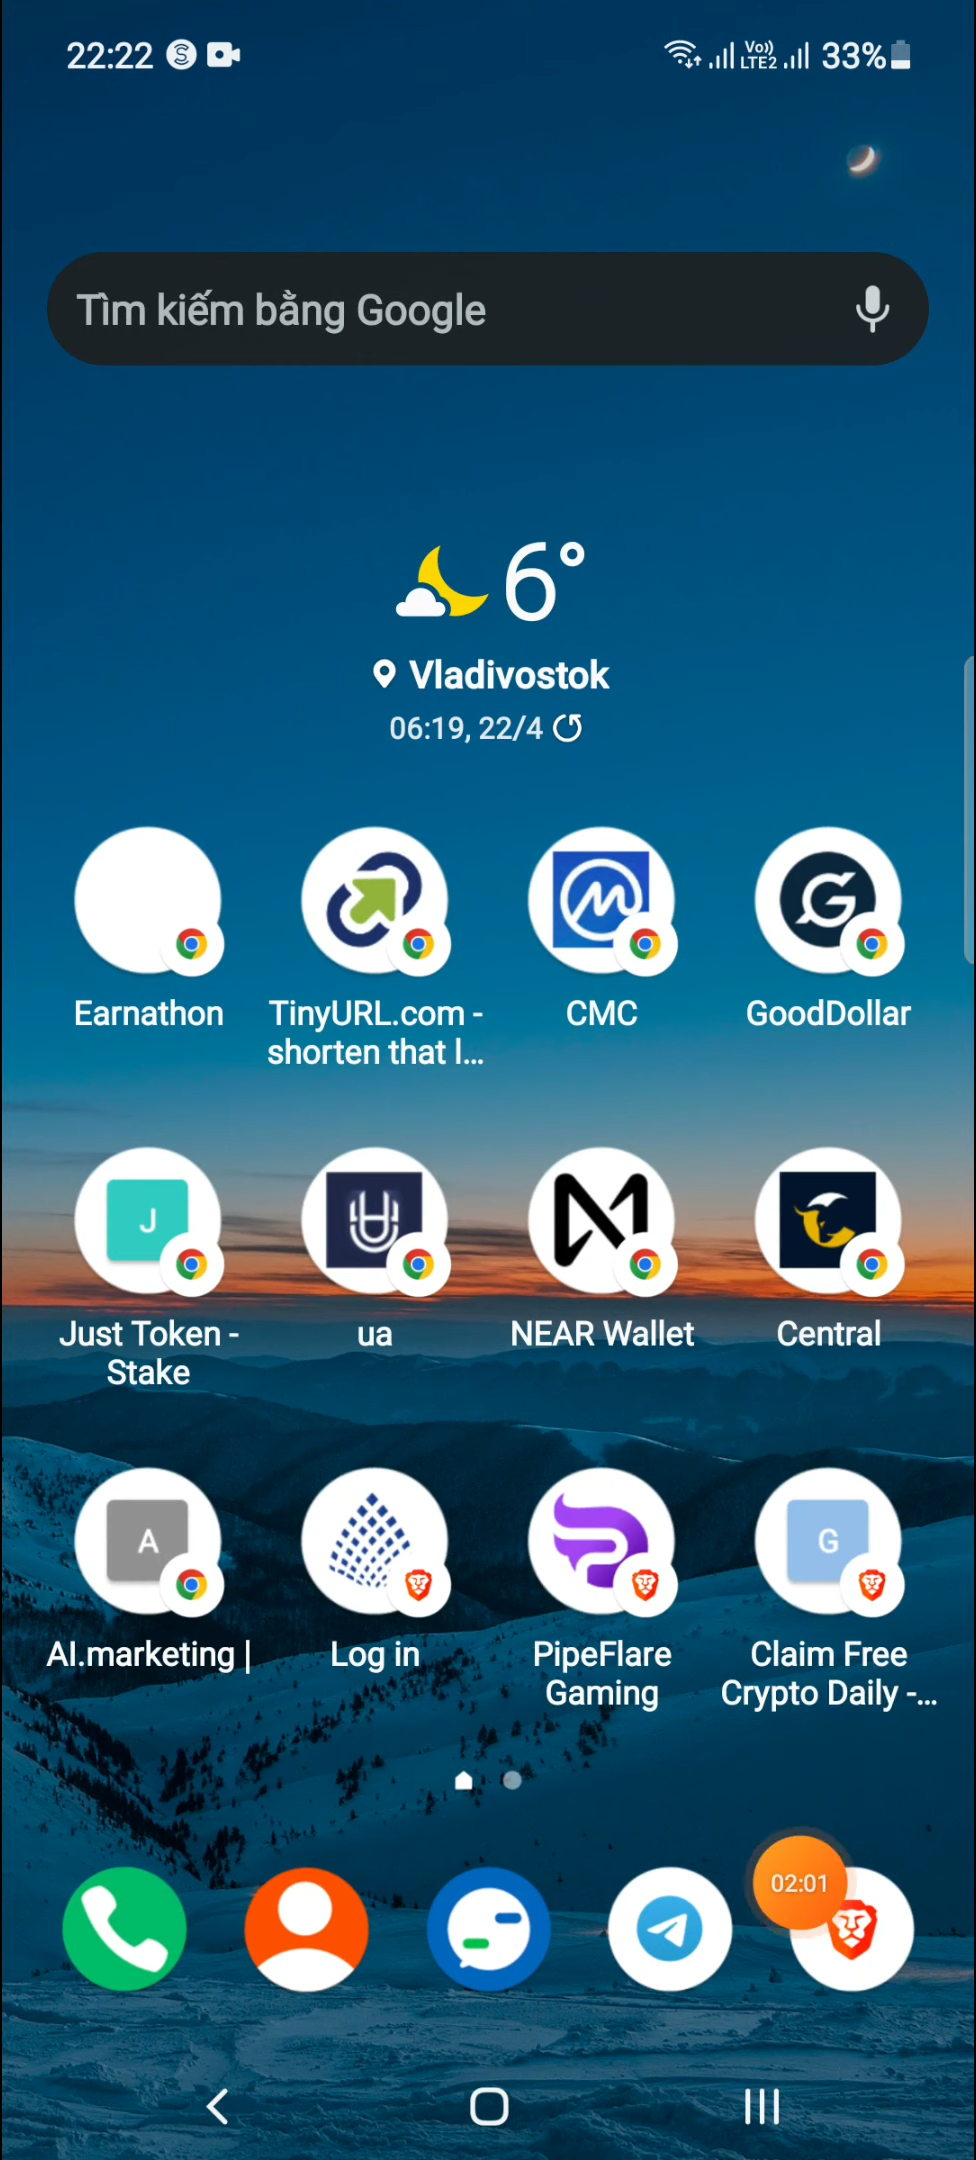 22:22
Vo))
LTE2
33%
Tìm kiếm bằng Google
6°
Vladivostok
06:19, 22/4
Earnathon
TinyURL.com -
shorten that l...
CMC
GoodDollar
J
Just Token -
Stake
ua
NEAR Wallet
Central
A
AI.marketing |
Log in
PipeFlare
Gaming
G
Claim Free
Crypto Daily -...
02:01